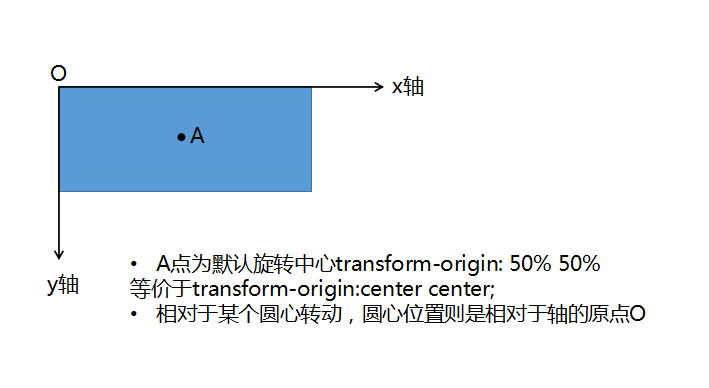 O
x轴
A
y轴
• A点为默认旋转中心transform-origin: 50% 50%
等价于transform-origin:center center;
• 相对于某个圆心转动，圆心位置则是相对于轴的原点O